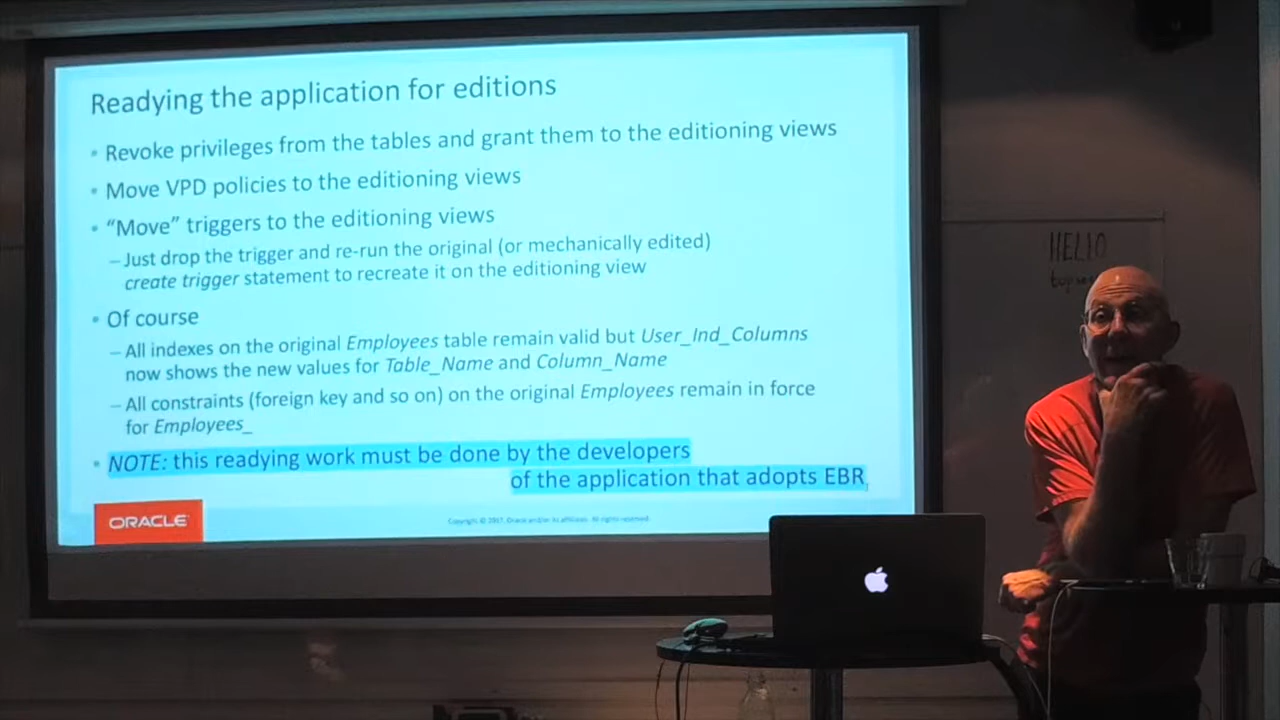 Readying the application for editions
• Revoke privileges from the tables and grant them to the editioning views
• Move VPD policies to the editioning views
• “Move” triggers to the editioning views
– Just drop the trigger and re-run the original (or mechanically edited)
create trigger statement to recreate it on the editioning view
• Of course
– All indexes on the original Employees table remain valid but User_Ind_Columns
now shows the new values for Table_Name and Column_Name
– All constraints (foreign key and so on) on the original Employees remain in force
for Employees_
• NOTE: this readying work must be done by the developers
of the application that adopts EBR
ORACLE
Copyright © 2017, Oracle and/or its affiliates. All rights reserved.
HELLO